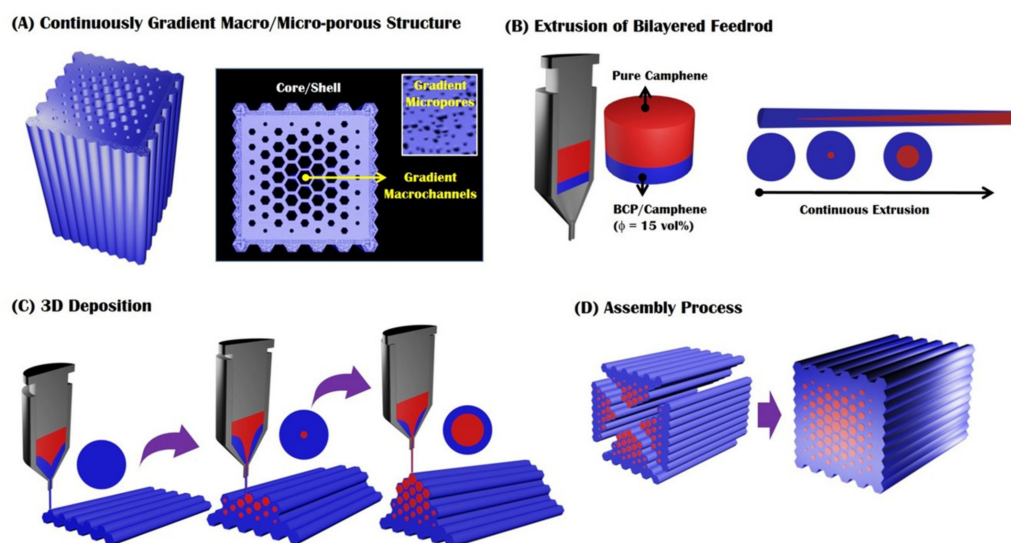 (A) Continuously Gradient Macro/Micro-porous Structure
Core/Shell
Gradient
Micropores
Gradient
Macrochannels
(B) Extrusion of Bilayered Feedrod
Pure Camphene
BCP/Camphene
(ϕ = 15 vol%)
Continuous Extrusion
(C) 3D Deposition
(D) Assembly Process